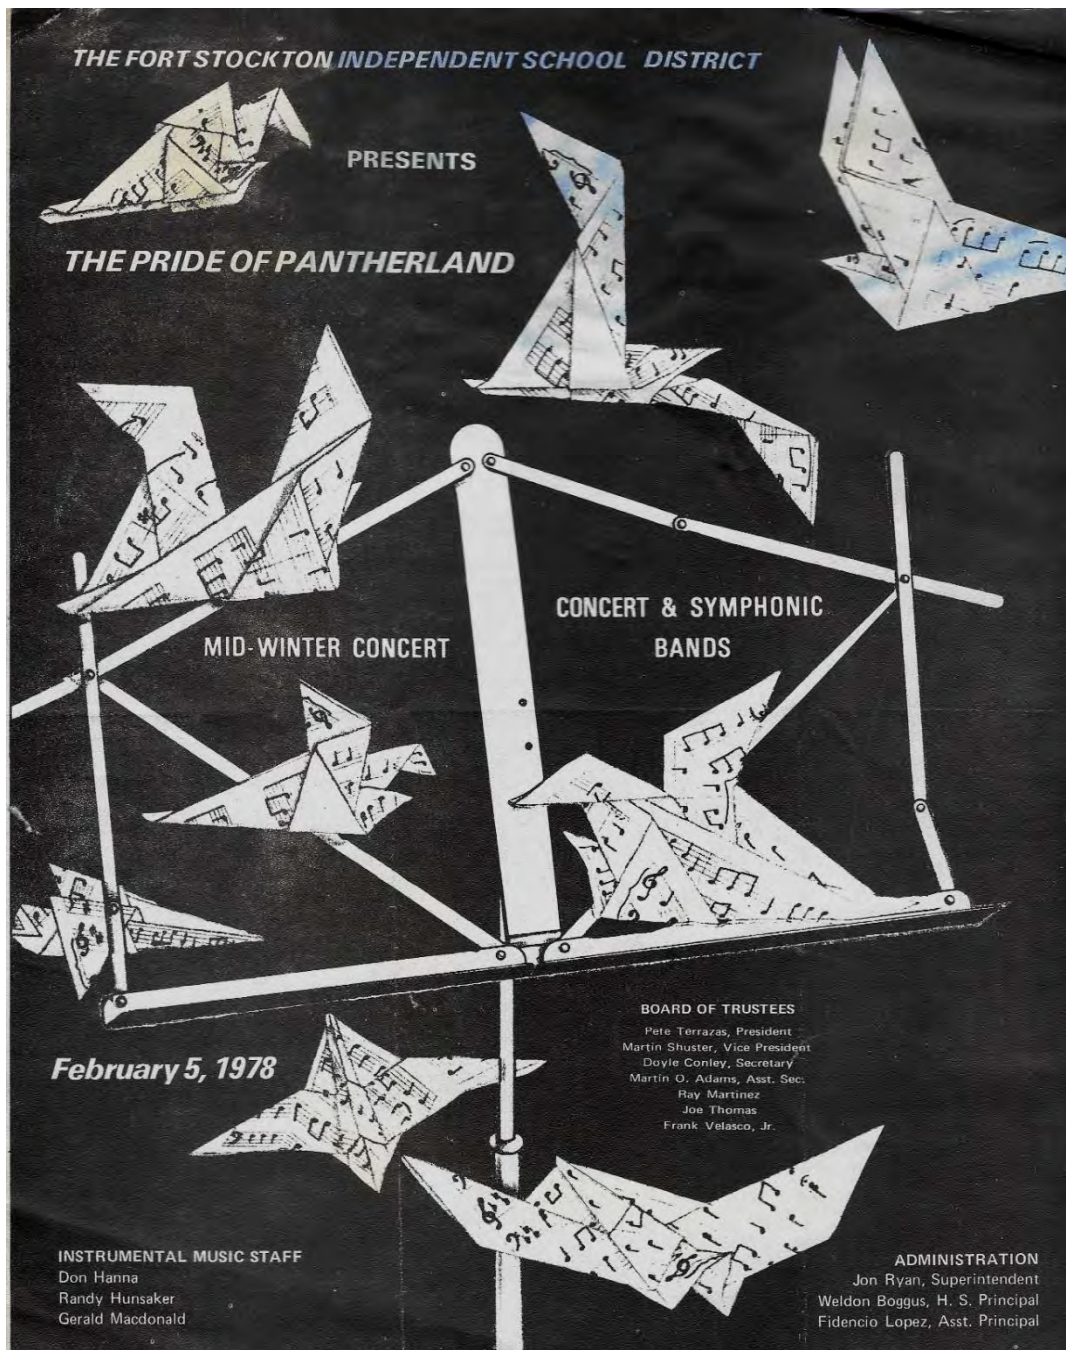 THE FORT STOCKTON INDEPENDENT SCHOOL DISTRICT
PRESENTS
THE PRIDE OF PANTHERLAND
MID-WINTER CONCERT
CONCERT & SYMPHONIC
BANDS
BOARD OF TRUSTEES
Pete Terrazas, President
Martin Shuster, Vice President
Doyle Conley, Secretary
Martin O. Adams, Asst. Sec.
Ray Martinez
Joe Thomas
Frank Velasco, Jr.
February 5, 1978
INSTRUMENTAL MUSIC STAFF
Don Hanna
Randy Hunsaker
Gerald Macdonald
ADMINISTRATION
Jon Ryan, Superintendent
Weldon Boggus, H. S. Principal
Fidencio Lopez, Asst. Principal